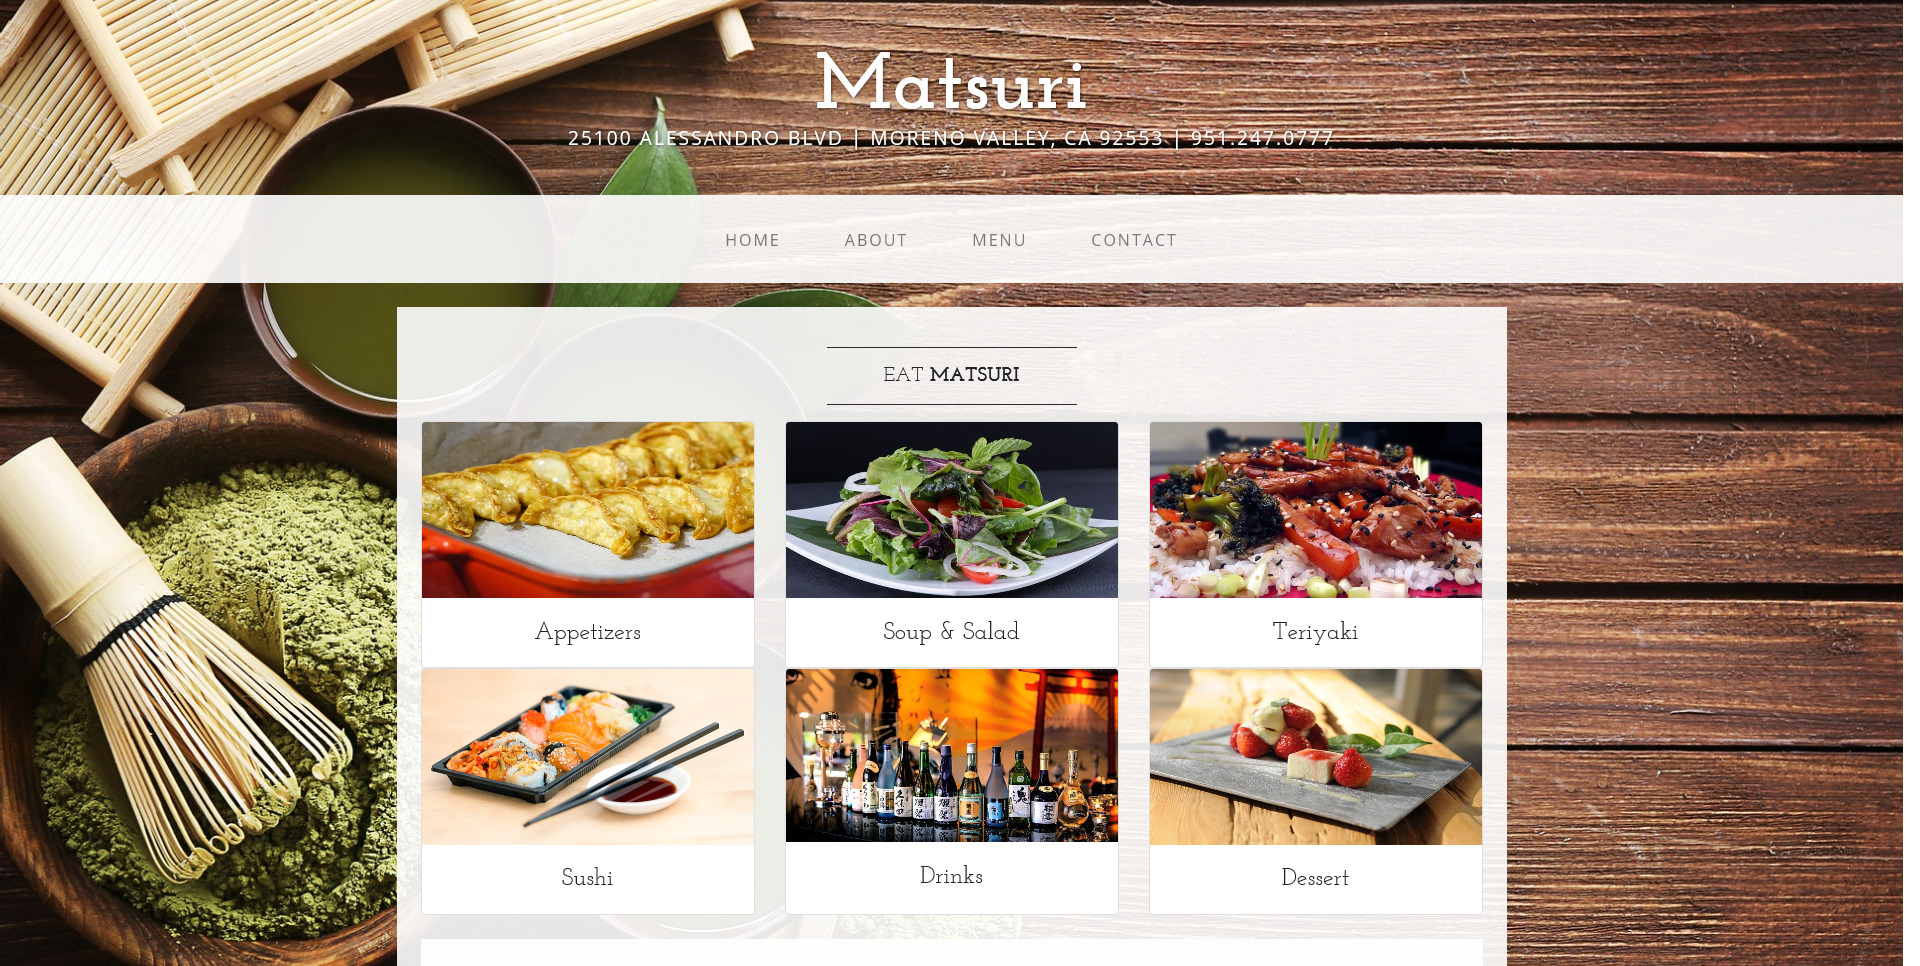 Matsuri
25100 ALESSANDRO BLVD | MORENO VALLEY, CA 92553 | 951.247.0777
HOME ABOUT MENU CONTACT
EAT MATSURI
Appetizers
Soup & Salad
Teriyaki
Sushi
Drinks
Dessert